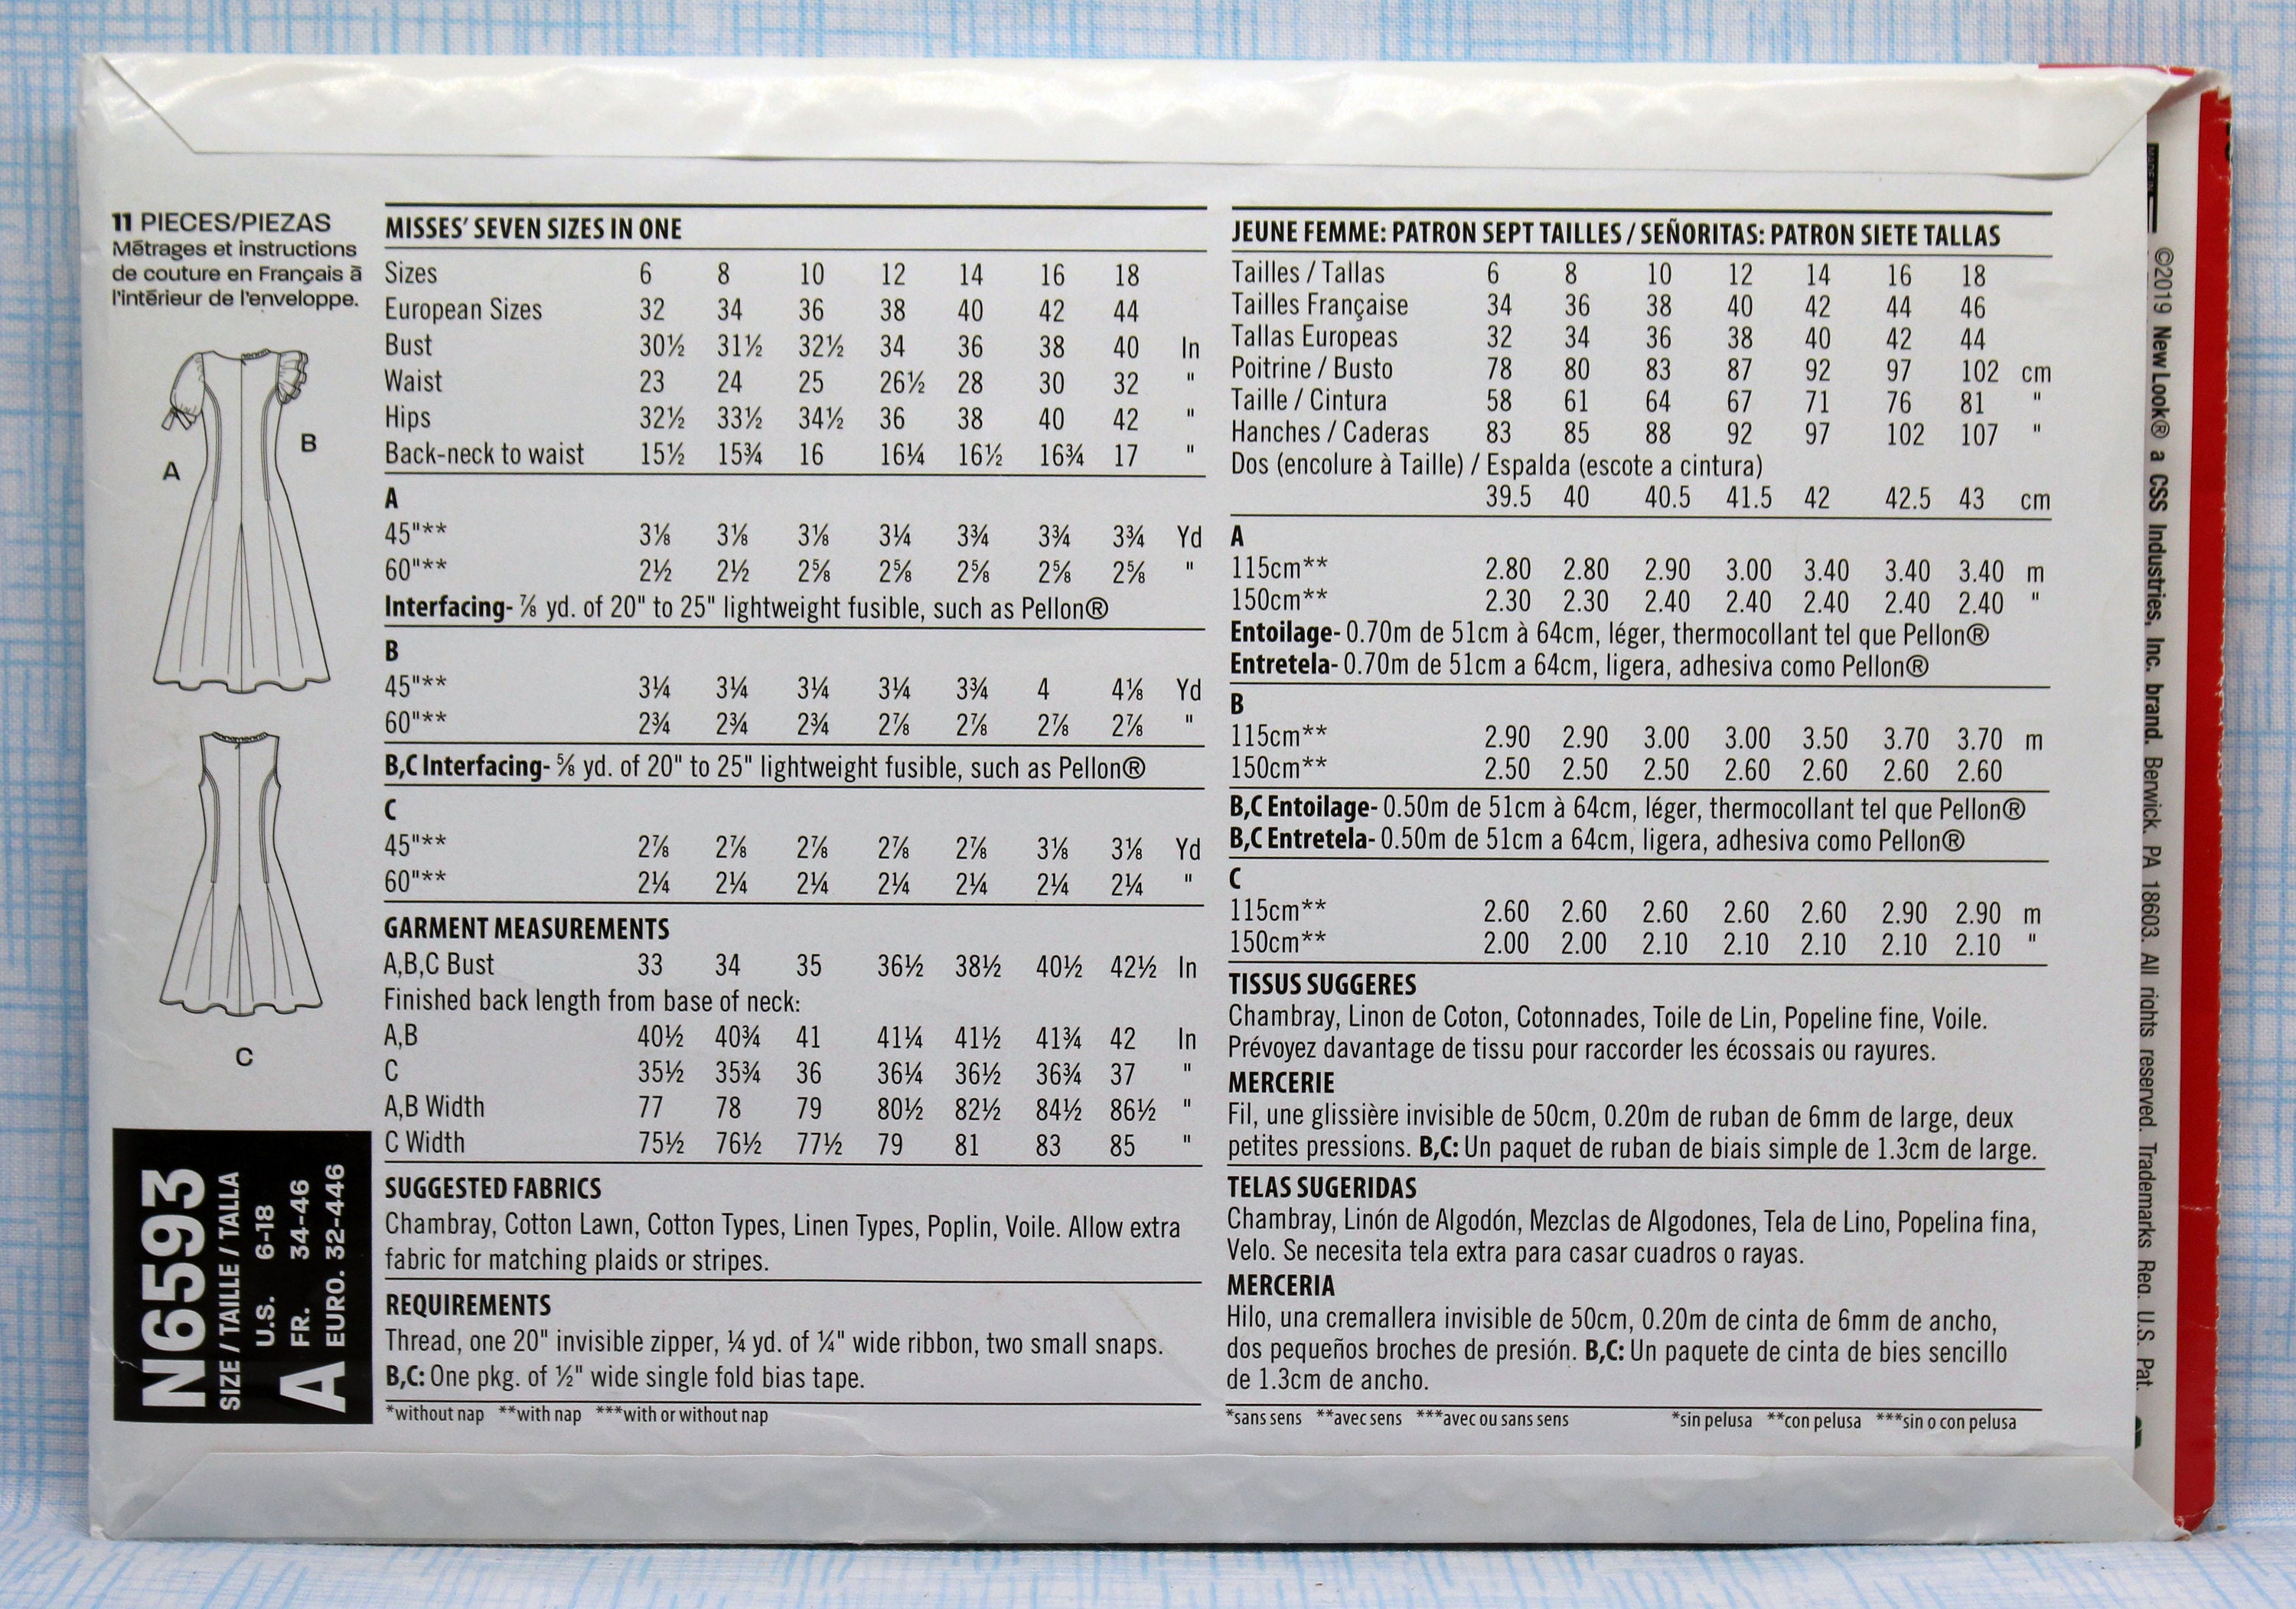 11 PIECES/PIEZAS
Métrages et instructions
de couture en Français à
l'intérieur de l'enveloppe.
A
B
C
N6593
SIZE / TAILLE / TALLA
U.S. 6-18
FR. 34-46
EURO. 32-446
A
MISSES' SEVEN SIZES IN ONE
Sizes 6 8 10 12 14 16 18
European Sizes 32 34 36 38 40 42 44
Bust 30½ 31½ 32½ 34 36 38 40 In
Waist 23 24 25 26½ 28 30 32 "
Hips 32½ 33½ 34½ 36 38 40 42 "
Back-neck to waist 15½ 15¾ 16 16¼ 16½ 16¾ 17 "
A
45"** 3⅛ 3⅛ 3⅛ 3¼ 3¾ 3¾ 3¾ Yd
60"** 2½ 2½ 2⅝ 2⅝ 2⅝ 2⅝ 2⅝ "
Interfacing- ⅞ yd. of 20" to 25" lightweight fusible, such as Pellon®
B
45"** 3¼ 3¼ 3¼ 3¼ 3¾ 4 4⅛ Yd
60"** 2¾ 2¾ 2¾ 2⅞ 2⅞ 2⅞ 2⅞ "
B,C Interfacing- ⅝ yd. of 20" to 25" lightweight fusible, such as Pellon®
C
45"** 2⅞ 2⅞ 2⅞ 2⅞ 2⅞ 3⅛ 3⅛ Yd
60"** 2¼ 2¼ 2¼ 2¼ 2¼ 2¼ 2¼ "
GARMENT MEASUREMENTS
A,B,C Bust 33 34 35 36½ 38½ 40½ 42½ In
Finished back length from base of neck:
A,B 40½ 40¾ 41 41¼ 41½ 41¾ 42 In
C 35½ 35¾ 36 36¼ 36½ 36¾ 37 "
A,B Width 77 78 79 80½ 82½ 84½ 86½ "
C Width 75½ 76½ 77½ 79 81 83 85 "
SUGGESTED FABRICS
Chambray, Cotton Lawn, Cotton Types, Linen Types, Poplin, Voile. Allow extra
fabric for matching plaids or stripes.
REQUIREMENTS
Thread, one 20" invisible zipper, ¼ yd. of ¼" wide ribbon, two small snaps.
B,C: One pkg. of ½" wide single fold bias tape.
*without nap **with nap ***with or without nap
JEUNE FEMME: PATRON SEPT TAILLES / SEÑORITAS: PATRON SIETE TALLAS
Tailles / Tallas 6 8 10 12 14 16 18
Tailles Française 34 36 38 40 42 44 46
Tallas Europeas 32 34 36 38 40 42 44
Poitrine / Busto 78 80 83 87 92 97 102 cm
Taille / Cintura 58 61 64 67 71 76 81 "
Hanches / Caderas 83 85 88 92 97 102 107 "
Dos (encolure à Taille) / Espalda (escote a cintura)
39.5 40 40.5 41.5 42 42.5 43 cm
A
115cm** 2.80 2.80 2.90 3.00 3.40 3.40 3.40 m
150cm** 2.30 2.30 2.40 2.40 2.40 2.40 2.40 "
Entoilage- 0.70m de 51cm à 64cm, léger, thermocollant tel que Pellon®
Entretela- 0.70m de 51cm a 64cm, ligera, adhesiva como Pellon®
B
115cm** 2.90 2.90 3.00 3.00 3.50 3.70 3.70 m
150cm** 2.50 2.50 2.50 2.60 2.60 2.60 2.60
B,C Entoilage- 0.50m de 51cm à 64cm, léger, thermocollant tel que Pellon®
B,C Entretela- 0.50m de 51cm a 64cm, ligera, adhesiva como Pellon®
C
115cm** 2.60 2.60 2.60 2.60 2.60 2.90 2.90 m
150cm** 2.00 2.00 2.10 2.10 2.10 2.10 2.10 "
TISSUS SUGGERES
Chambray, Linon de Coton, Cotonnades, Toile de Lin, Popeline fine, Voile.
Prévoyez davantage de tissu pour raccorder les écossais ou rayures.
MERCERIE
Fil, une glissière invisible de 50cm, 0.20m de ruban de 6mm de large, deux
petites pressions. B,C: Un paquet de ruban de biais simple de 1.3cm de large.
TELAS SUGERIDAS
Chambray, Linón de Algodón, Mezclas de Algodones, Tela de Lino, Popelina fina,
Velo. Se necesita tela extra para casar cuadros o rayas.
MERCERIA
Hilo, una cremallera invisible de 50cm, 0.20m de cinta de 6mm de ancho,
dos pequeños broches de presión. B,C: Un paquete de cinta de bies sencillo
de 1.3cm de ancho.
*sans sens **avec sens ***avec ou sans sens *sin pelusa **con pelusa ***sin o con pelusa
MADE IN
©2019 New Look® a CSS Industries, Inc. brand. Berwick, PA 18603. All rights reserved. Trademarks Reg. U.S. Pat.